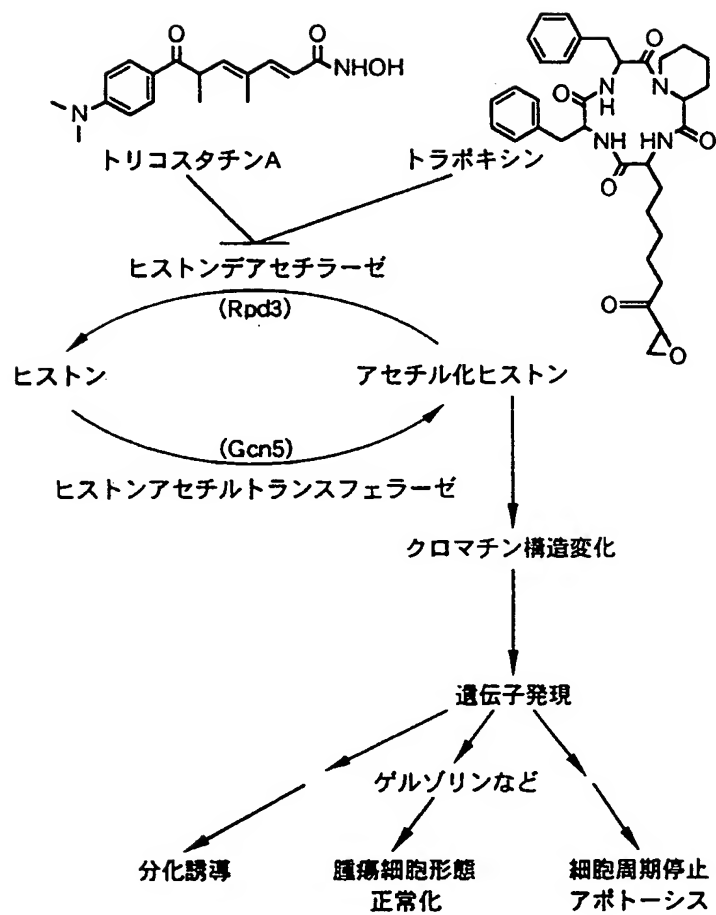 O
O
NHOH
N
トリコスタチンA
O
N
O
N
H
NH
HN
O
O
O
O
トラポキシン
ヒストンデアセチラーゼ
(Rpd3)
ヒストン
アセチル化ヒストン
(Gcn5)
ヒストンアセチルトランスフェラーゼ
クロマチン構造変化
遺伝子発現
ゲルゾリンなど
分化誘導
腫瘍細胞形態
正常化
細胞周期停止
アポトーシス